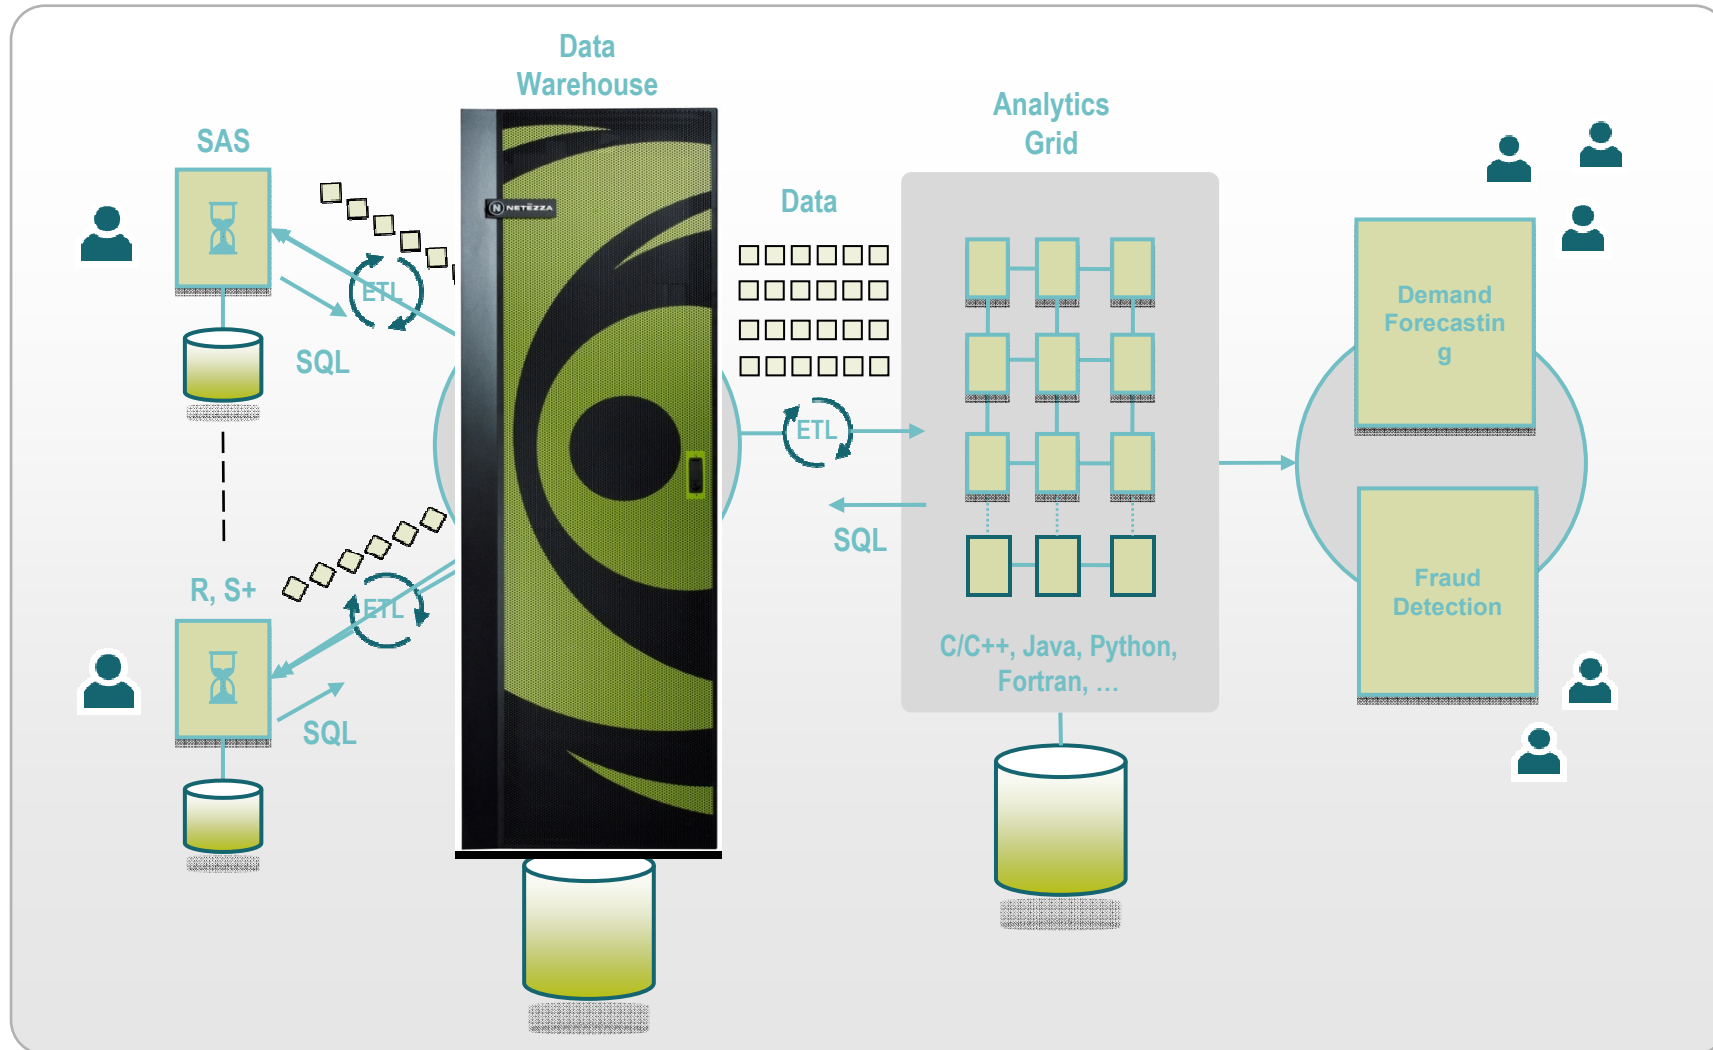 Data
Warehouse
Analytics
Grid
SAS
Data
N NETEZZA
ETL
Demand
Forecastin
g
SQL
ETL
SQL
R, S+
ETL
Fraud
Detection
C/C++, Java, Python,
Fortran, …
SQL